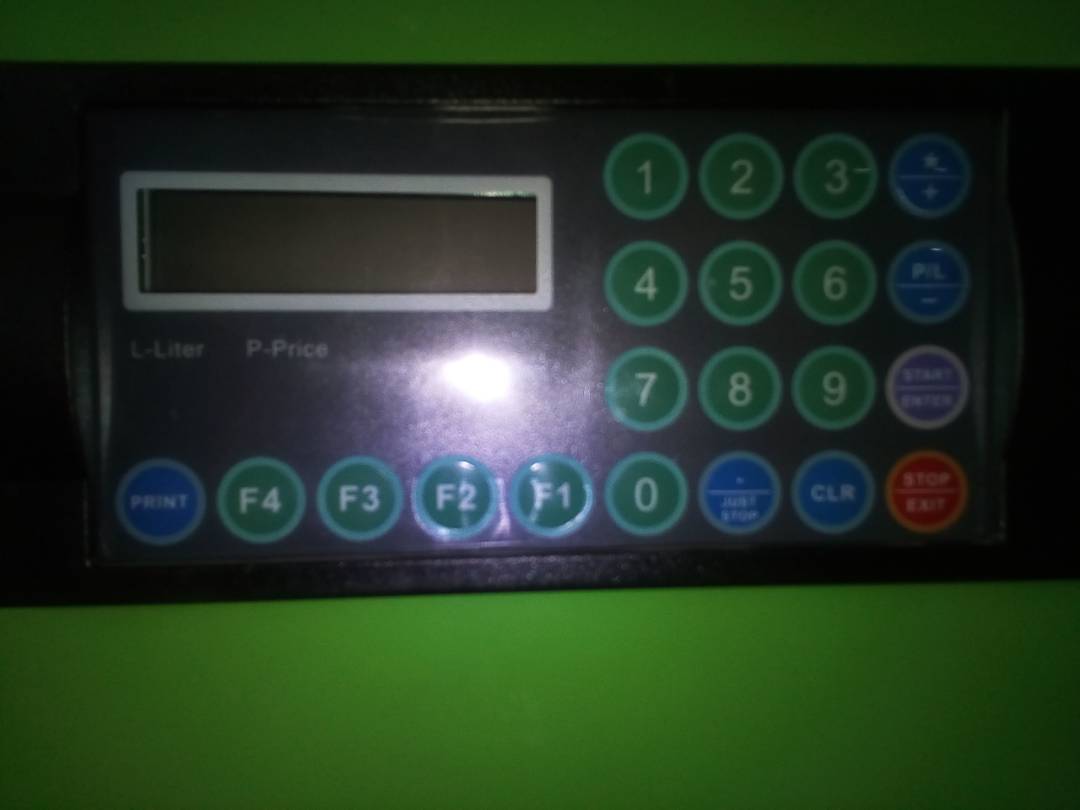 1 2 3 *
+
L-Liter P-Price
4 5 6 P/L
−
7 8 9 START
ENTER
PRINT F4 F3 F2 F1 0 .
JUST
STOP
CLR
STOP
EXIT